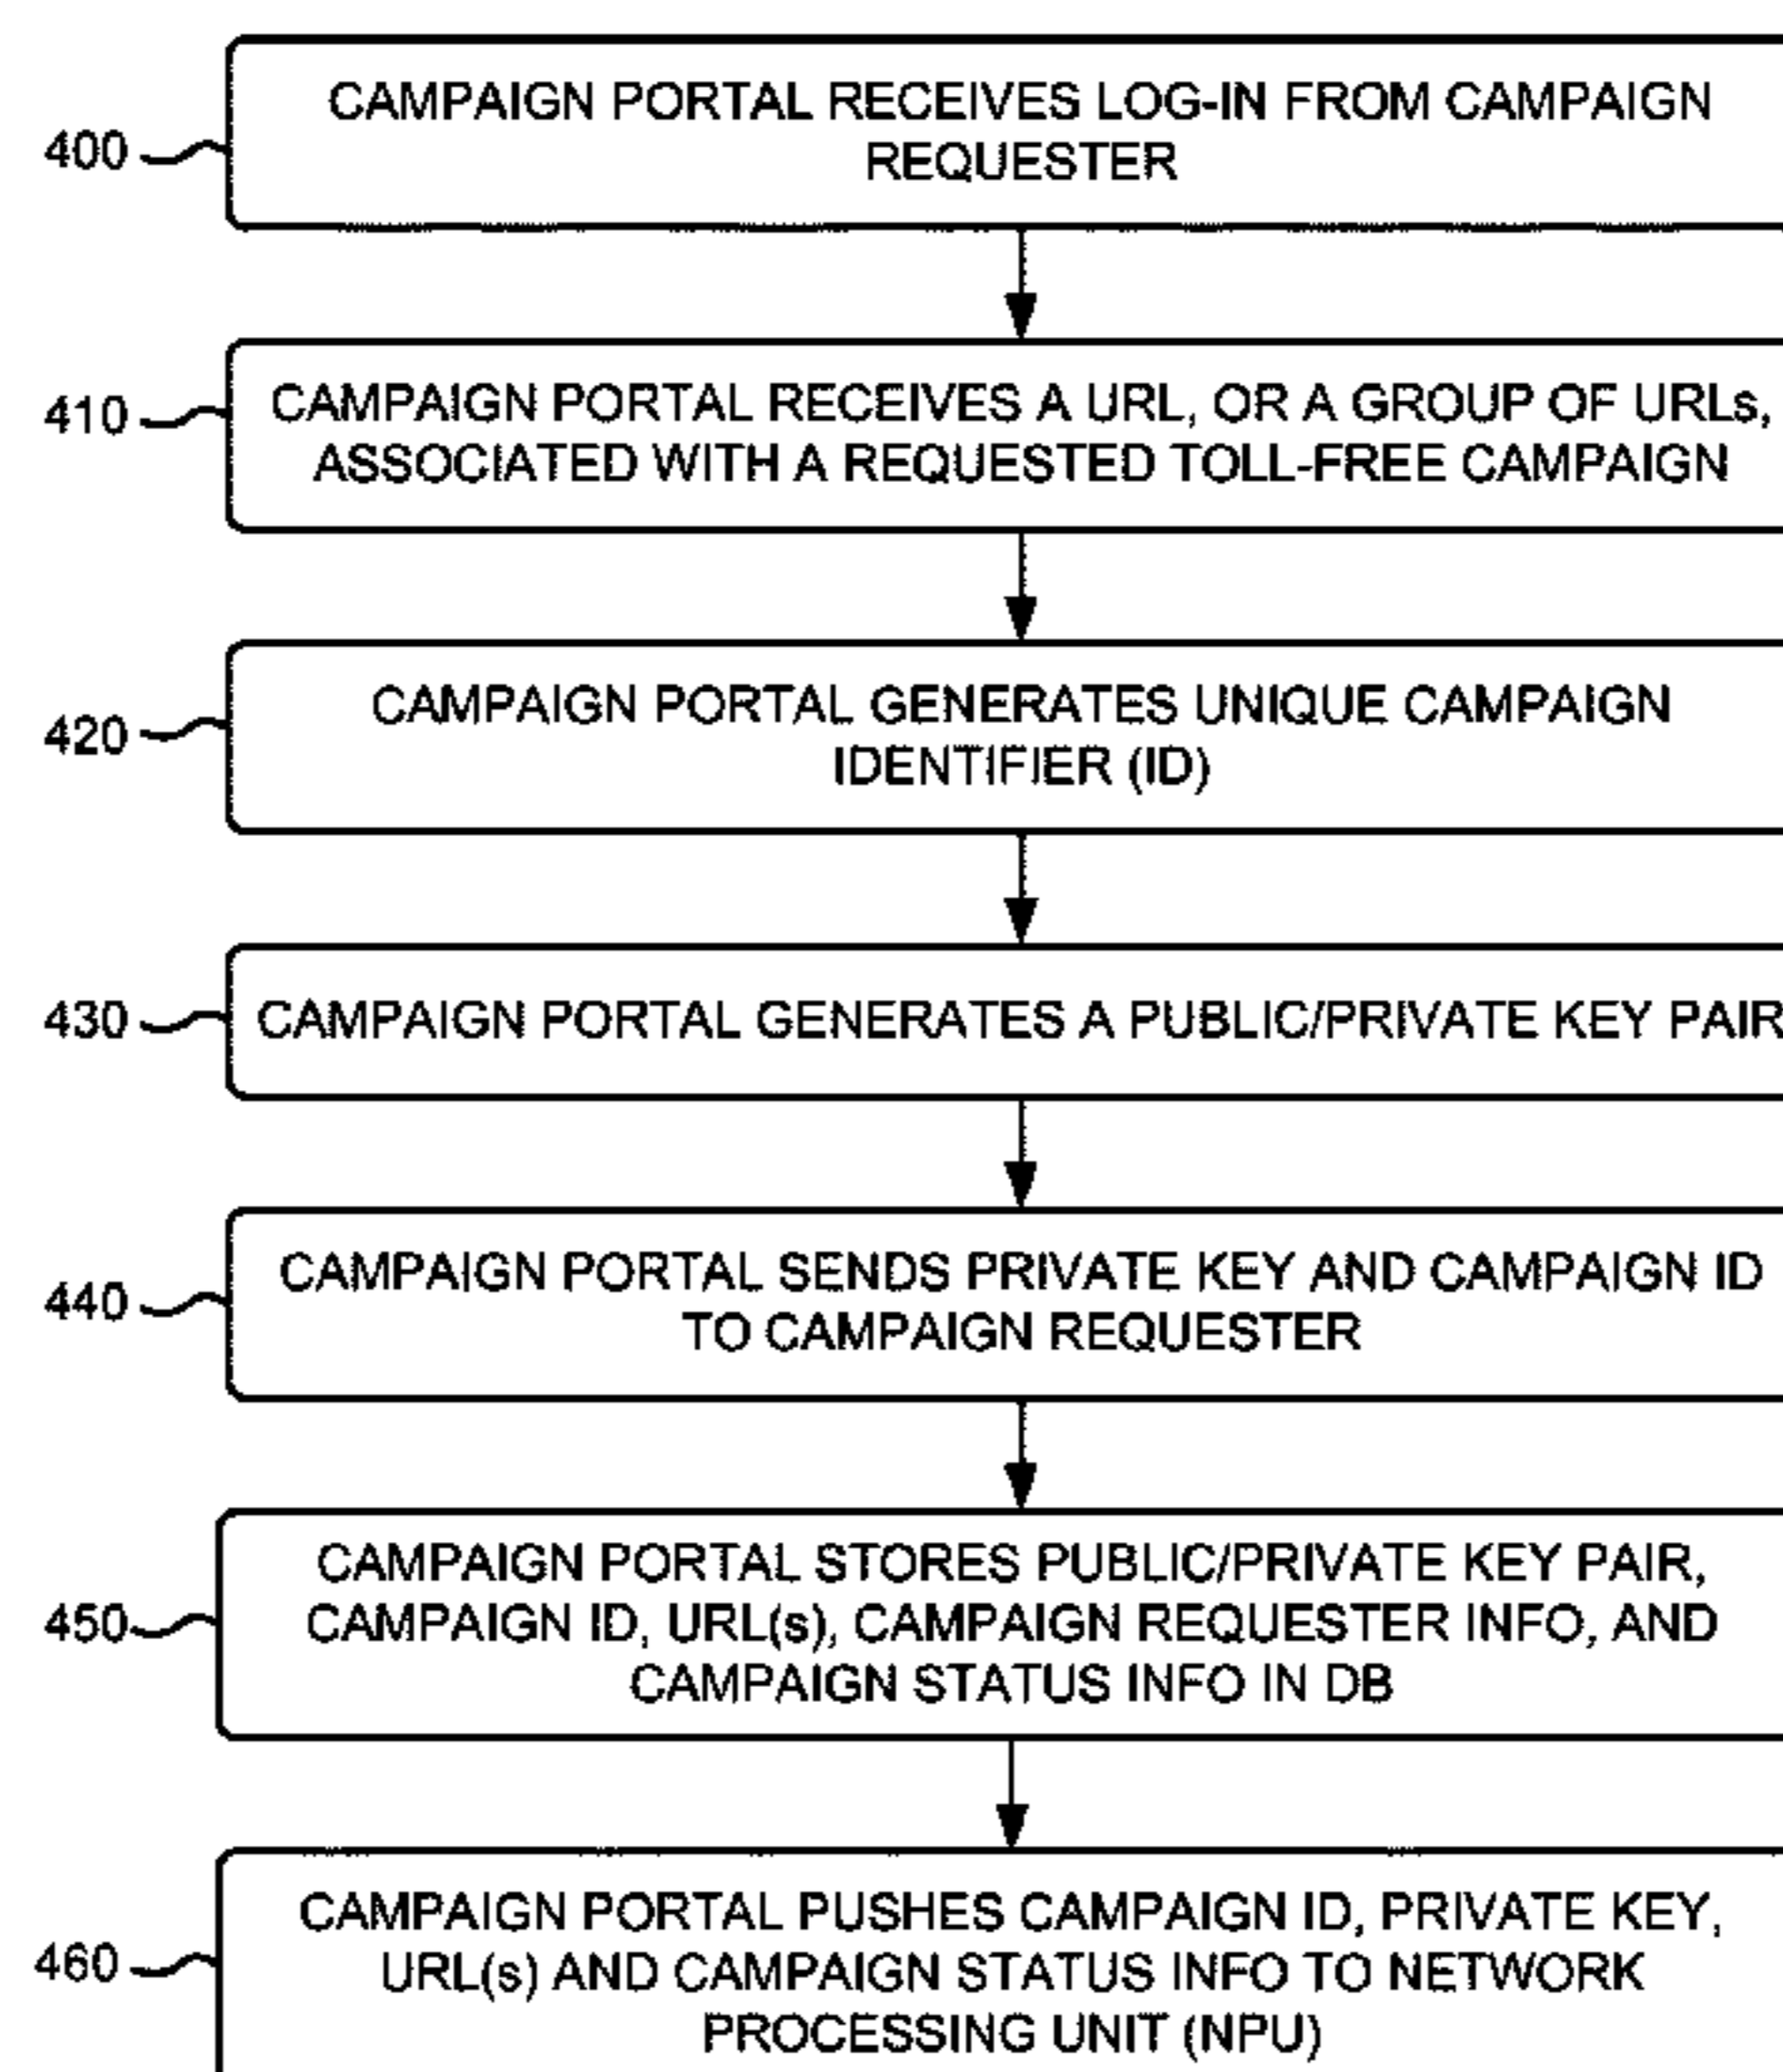 CAMPAIGN PORTAL RECEIVES LOG-IN FROM CAMPAIGN
REQUESTER
400
CAMPAIGN PORTAL RECEIVES A URL, OR A GROUP OF URLs,
ASSOCIATED WITH A REQUESTED TOLL-FREE CAMPAIGN
410
CAMPAIGN PORTAL GENERATES UNIQUE CAMPAIGN
IDENTIFIER (ID)
420
CAMPAIGN PORTAL GENERATES A PUBLIC/PRIVATE KEY PAIR
430
CAMPAIGN PORTAL SENDS PRIVATE KEY AND CAMPAIGN ID
TO CAMPAIGN REQUESTER
440
CAMPAIGN PORTAL STORES PUBLIC/PRIVATE KEY PAIR,
CAMPAIGN ID, URL(s), CAMPAIGN REQUESTER INFO, AND
CAMPAIGN STATUS INFO IN DB
450
CAMPAIGN PORTAL PUSHES CAMPAIGN ID, PRIVATE KEY,
URL(s) AND CAMPAIGN STATUS INFO TO NETWORK
PROCESSING UNIT (NPU)
460